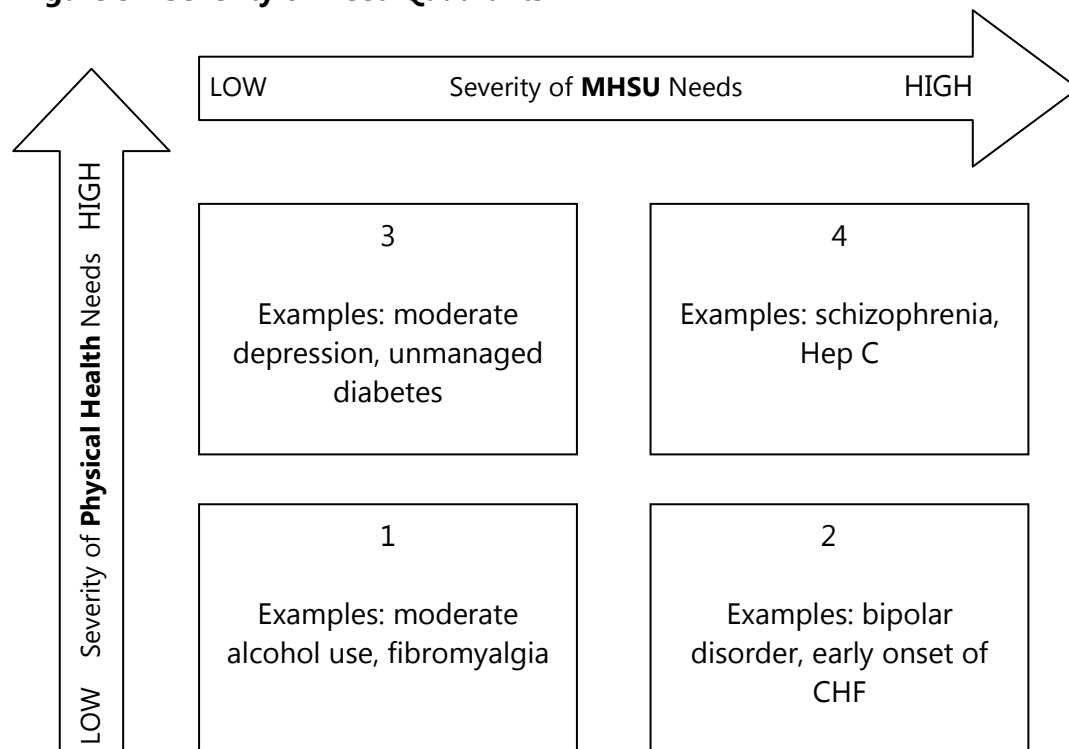 LOW Severity of MHSU Needs HIGH
LOW Severity of Physical Health Needs HIGH
3
Examples: moderate
depression, unmanaged
diabetes
4
Examples: schizophrenia,
Hep C
1
Examples: moderate
alcohol use, fibromyalgia
2
Examples: bipolar
disorder, early onset of
CHF